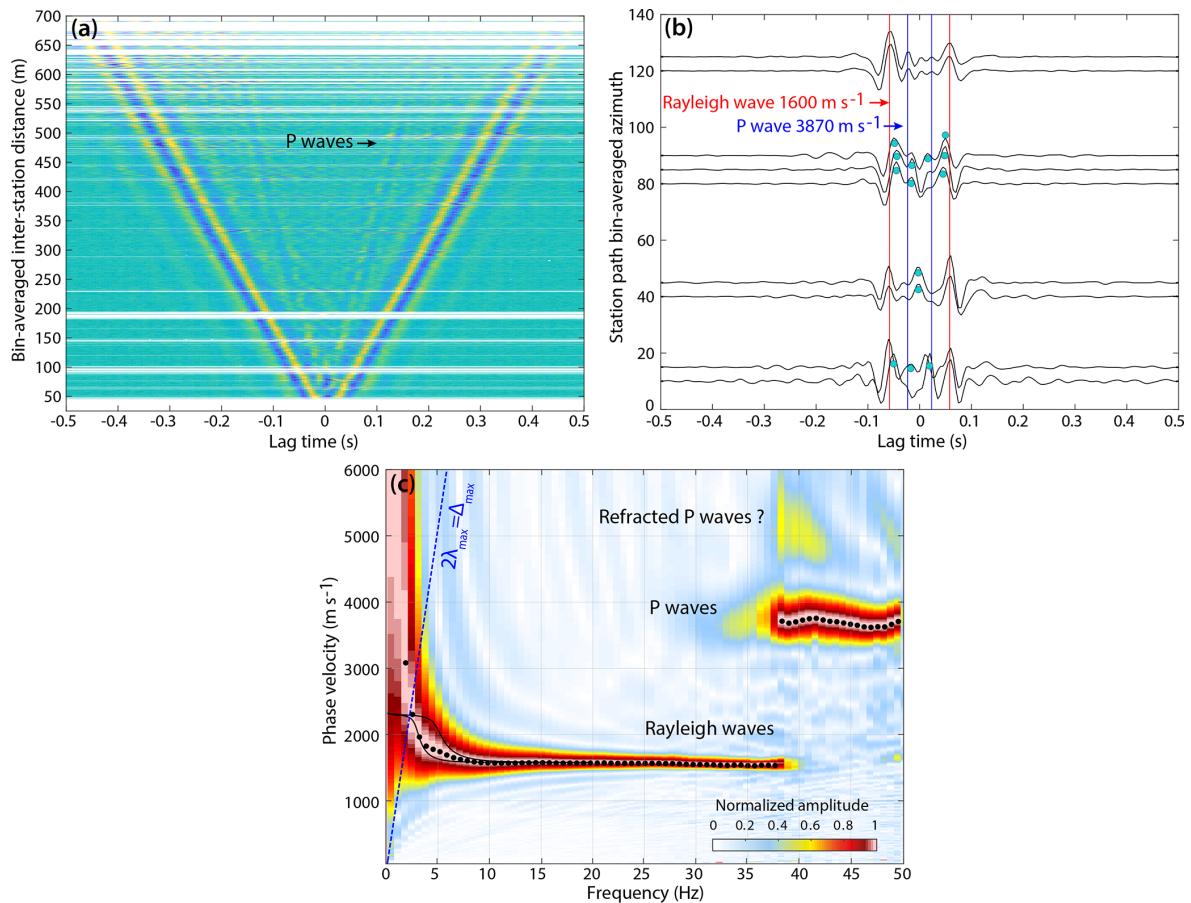 (a)
Bin-averaged inter-station distance (m)
700
650
600
550
500
450
400
350
300
250
200
150
100
50
P waves
-0.5 -0.4 -0.3 -0.2 -0.1 0 0.1 0.2 0.3 0.4 0.5
Lag time (s)
(b)
Station path bin-averaged azimuth
140
120
100
80
60
40
20
0
Rayleigh wave 1600 m s-1
P wave 3870 m s-1
-0.5 -0.4 -0.3 -0.2 -0.1 0 0.1 0.2 0.3 0.4 0.5
Lag time (s)
(c)
Phase velocity (m s-1)
6000
5000
4000
3000
2000
1000
2λmax=Δmax
Refracted P waves ?
P waves
Rayleigh waves
Normalized amplitude
0 0.2 0.4 0.6 0.8 1
0 5 10 15 20 25 30 35 40 45 50
Frequency (Hz)